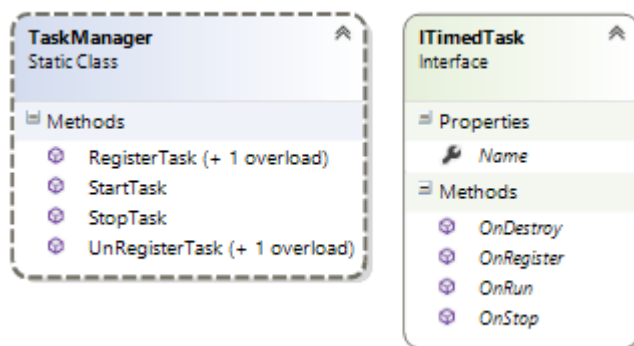 TaskManager
Static Class
Methods
RegisterTask (+ 1 overload)
StartTask
StopTask
UnRegisterTask (+ 1 overload)
ITimedTask
Interface
Properties
Name
Methods
OnDestroy
OnRegister
OnRun
OnStop